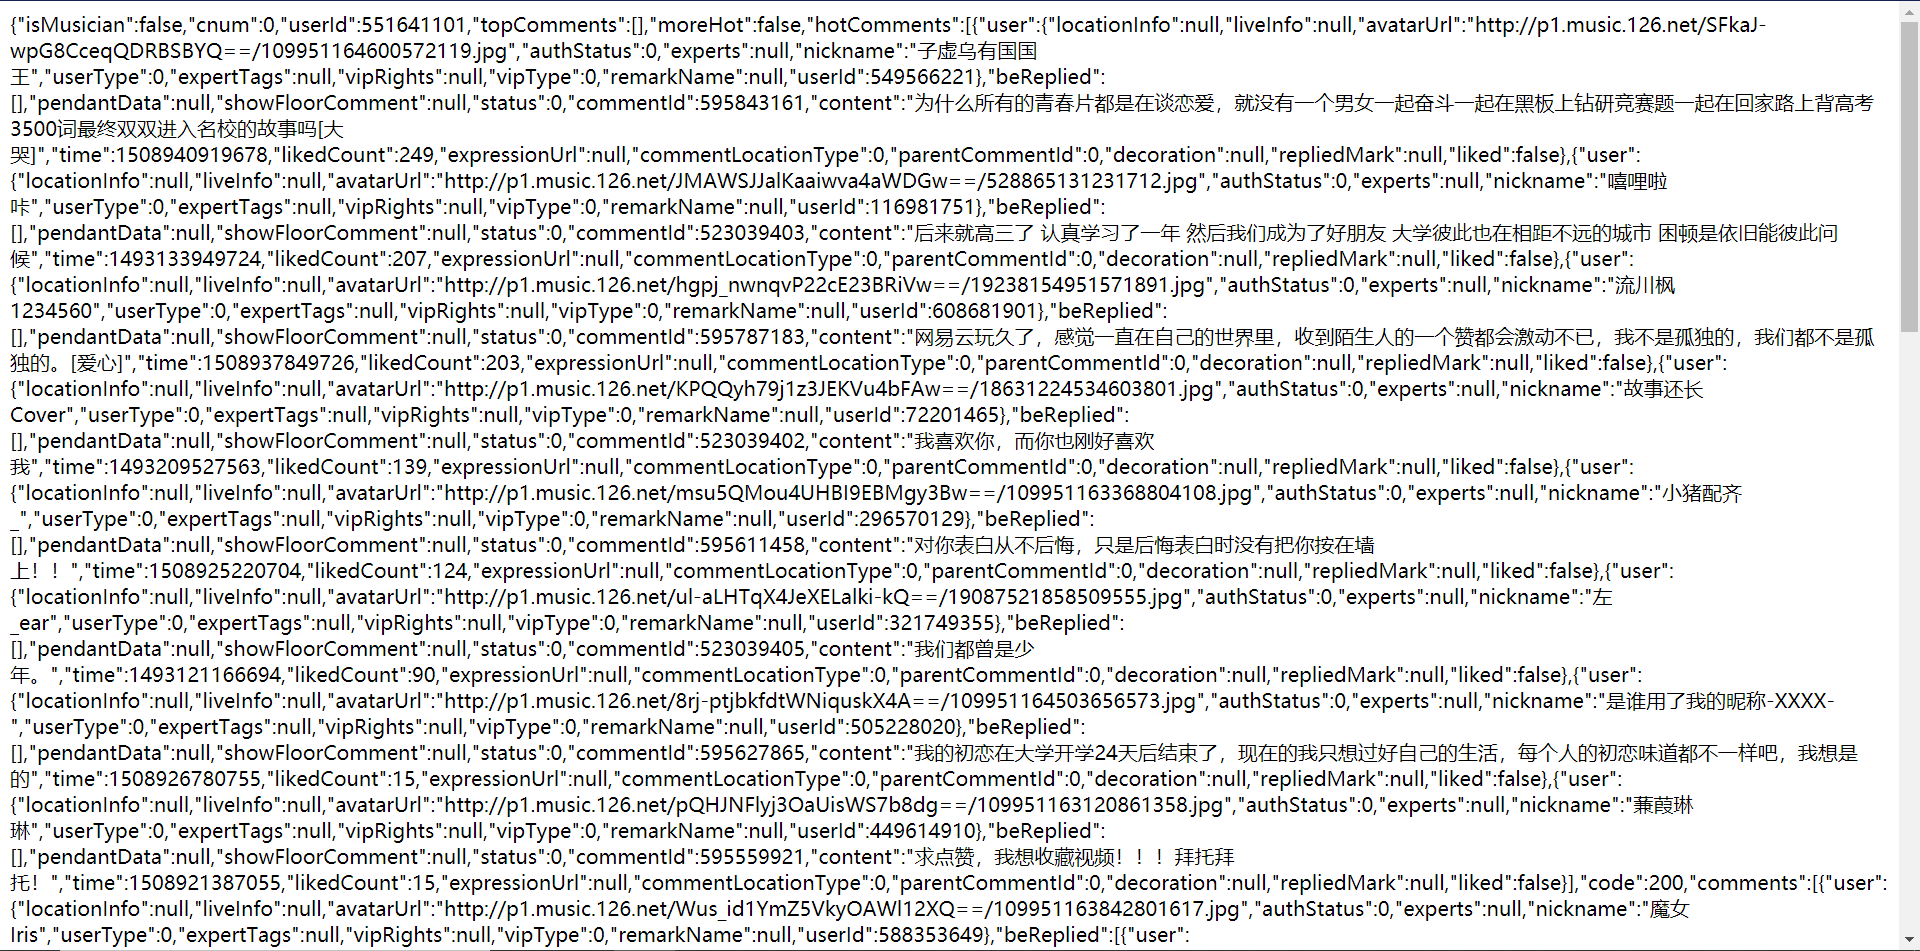 {"isMusician":false,"cnum":0,"userId":551641101,"topComments":[],"moreHot":false,"hotComments":[{"user":{"locationInfo":null,"liveInfo":null,"avatarUrl":"http://p1.music.126.net/SFkaJ-
wpG8CceqQDRBSBYQ==/109951164600572119.jpg","authStatus":0,"experts":null,"nickname":"子虚乌有国国
王","userType":0,"expertTags":null,"vipRights":null,"vipType":0,"remarkName":null,"userId":549566221},"beReplied":
[],"pendantData":null,"showFloorComment":null,"status":0,"commentId":595843161,"content":"为什么所有的青春片都是在谈恋爱，就没有一个男女一起奋斗一起在黑板上钻研竞赛题一起在回家路上背高考
3500词最终双双进入名校的故事吗[大
哭]","time":1508940919678,"likedCount":249,"expressionUrl":null,"commentLocationType":0,"parentCommentId":0,"decoration":null,"repliedMark":null,"liked":false},{"user":
{"locationInfo":null,"liveInfo":null,"avatarUrl":"http://p1.music.126.net/JMAWSJJalKaaiwva4aWDGw==/528865131231712.jpg","authStatus":0,"experts":null,"nickname":"嘻哩啦
咔","userType":0,"expertTags":null,"vipRights":null,"vipType":0,"remarkName":null,"userId":116981751},"beReplied":
[],"pendantData":null,"showFloorComment":null,"status":0,"commentId":523039403,"content":"后来就高三了 认真学习了一年 然后我们成为了好朋友 大学彼此也在相距不远的城市 困顿是依旧能彼此问
候","time":1493133949724,"likedCount":207,"expressionUrl":null,"commentLocationType":0,"parentCommentId":0,"decoration":null,"repliedMark":null,"liked":false},{"user":
{"locationInfo":null,"liveInfo":null,"avatarUrl":"http://p1.music.126.net/hgpj_nwnqvP22cE23BRiVw==/19238154951571891.jpg","authStatus":0,"experts":null,"nickname":"流川枫
1234560","userType":0,"expertTags":null,"vipRights":null,"vipType":0,"remarkName":null,"userId":608681901},"beReplied":
[],"pendantData":null,"showFloorComment":null,"status":0,"commentId":595787183,"content":"网易云玩久了，感觉一直在自己的世界里，收到陌生人的一个赞都会激动不已，我不是孤独的，我们都不是孤
独的。[爱心]","time":1508937849726,"likedCount":203,"expressionUrl":null,"commentLocationType":0,"parentCommentId":0,"decoration":null,"repliedMark":null,"liked":false},{"user":
{"locationInfo":null,"liveInfo":null,"avatarUrl":"http://p1.music.126.net/KPQQyh79j1z3JEKVu4bFAw==/18631224534603801.jpg","authStatus":0,"experts":null,"nickname":"故事还长
Cover","userType":0,"expertTags":null,"vipRights":null,"vipType":0,"remarkName":null,"userId":72201465},"beReplied":
[],"pendantData":null,"showFloorComment":null,"status":0,"commentId":523039402,"content":"我喜欢你，而你也刚好喜欢
我","time":1493209527563,"likedCount":139,"expressionUrl":null,"commentLocationType":0,"parentCommentId":0,"decoration":null,"repliedMark":null,"liked":false},{"user":
{"locationInfo":null,"liveInfo":null,"avatarUrl":"http://p1.music.126.net/msu5QMou4UHBI9EBMgy3Bw==/109951163368804108.jpg","authStatus":0,"experts":null,"nickname":"小猪配齐
_","userType":0,"expertTags":null,"vipRights":null,"vipType":0,"remarkName":null,"userId":296570129},"beReplied":
[],"pendantData":null,"showFloorComment":null,"status":0,"commentId":595611458,"content":"对你表白从不后悔，只是后悔表白时没有把你按在墙
上！！","time":1508925220704,"likedCount":124,"expressionUrl":null,"commentLocationType":0,"parentCommentId":0,"decoration":null,"repliedMark":null,"liked":false},{"user":
{"locationInfo":null,"liveInfo":null,"avatarUrl":"http://p1.music.126.net/ul-aLHTqX4JeXELalki-kQ==/19087521858509555.jpg","authStatus":0,"experts":null,"nickname":"左
_ear","userType":0,"expertTags":null,"vipRights":null,"vipType":0,"remarkName":null,"userId":321749355},"beReplied":
[],"pendantData":null,"showFloorComment":null,"status":0,"commentId":523039405,"content":"我们都曾是少
年。","time":1493121166694,"likedCount":90,"expressionUrl":null,"commentLocationType":0,"parentCommentId":0,"decoration":null,"repliedMark":null,"liked":false},{"user":
{"locationInfo":null,"liveInfo":null,"avatarUrl":"http://p1.music.126.net/8rj-ptjbkfdtWNiquskX4A==/109951164503656573.jpg","authStatus":0,"experts":null,"nickname":"是谁用了我的昵称-XXXX-
","userType":0,"expertTags":null,"vipRights":null,"vipType":0,"remarkName":null,"userId":505228020},"beReplied":
[],"pendantData":null,"showFloorComment":null,"status":0,"commentId":595627865,"content":"我的初恋在大学开学24天后结束了，现在的我只想过好自己的生活，每个人的初恋味道都不一样吧，我想是
的","time":1508926780755,"likedCount":15,"expressionUrl":null,"commentLocationType":0,"parentCommentId":0,"decoration":null,"repliedMark":null,"liked":false},{"user":
{"locationInfo":null,"liveInfo":null,"avatarUrl":"http://p1.music.126.net/pQHJNFlyj3OaUisWS7b8dg==/109951163120861358.jpg","authStatus":0,"experts":null,"nickname":"蒹葭琳
琳","userType":0,"expertTags":null,"vipRights":null,"vipType":0,"remarkName":null,"userId":449614910},"beReplied":
[],"pendantData":null,"showFloorComment":null,"status":0,"commentId":595559921,"content":"求点赞，我想收藏视频！！！拜托拜
托！","time":1508921387055,"likedCount":15,"expressionUrl":null,"commentLocationType":0,"parentCommentId":0,"decoration":null,"repliedMark":null,"liked":false}],"code":200,"comments":[{"user":
{"locationInfo":null,"liveInfo":null,"avatarUrl":"http://p1.music.126.net/Wus_id1YmZ5VkyOAWl12XQ==/109951163842801617.jpg","authStatus":0,"experts":null,"nickname":"魔女
Iris","userType":0,"expertTags":null,"vipRights":null,"vipType":0,"remarkName":null,"userId":588353649},"beReplied":[{"user":